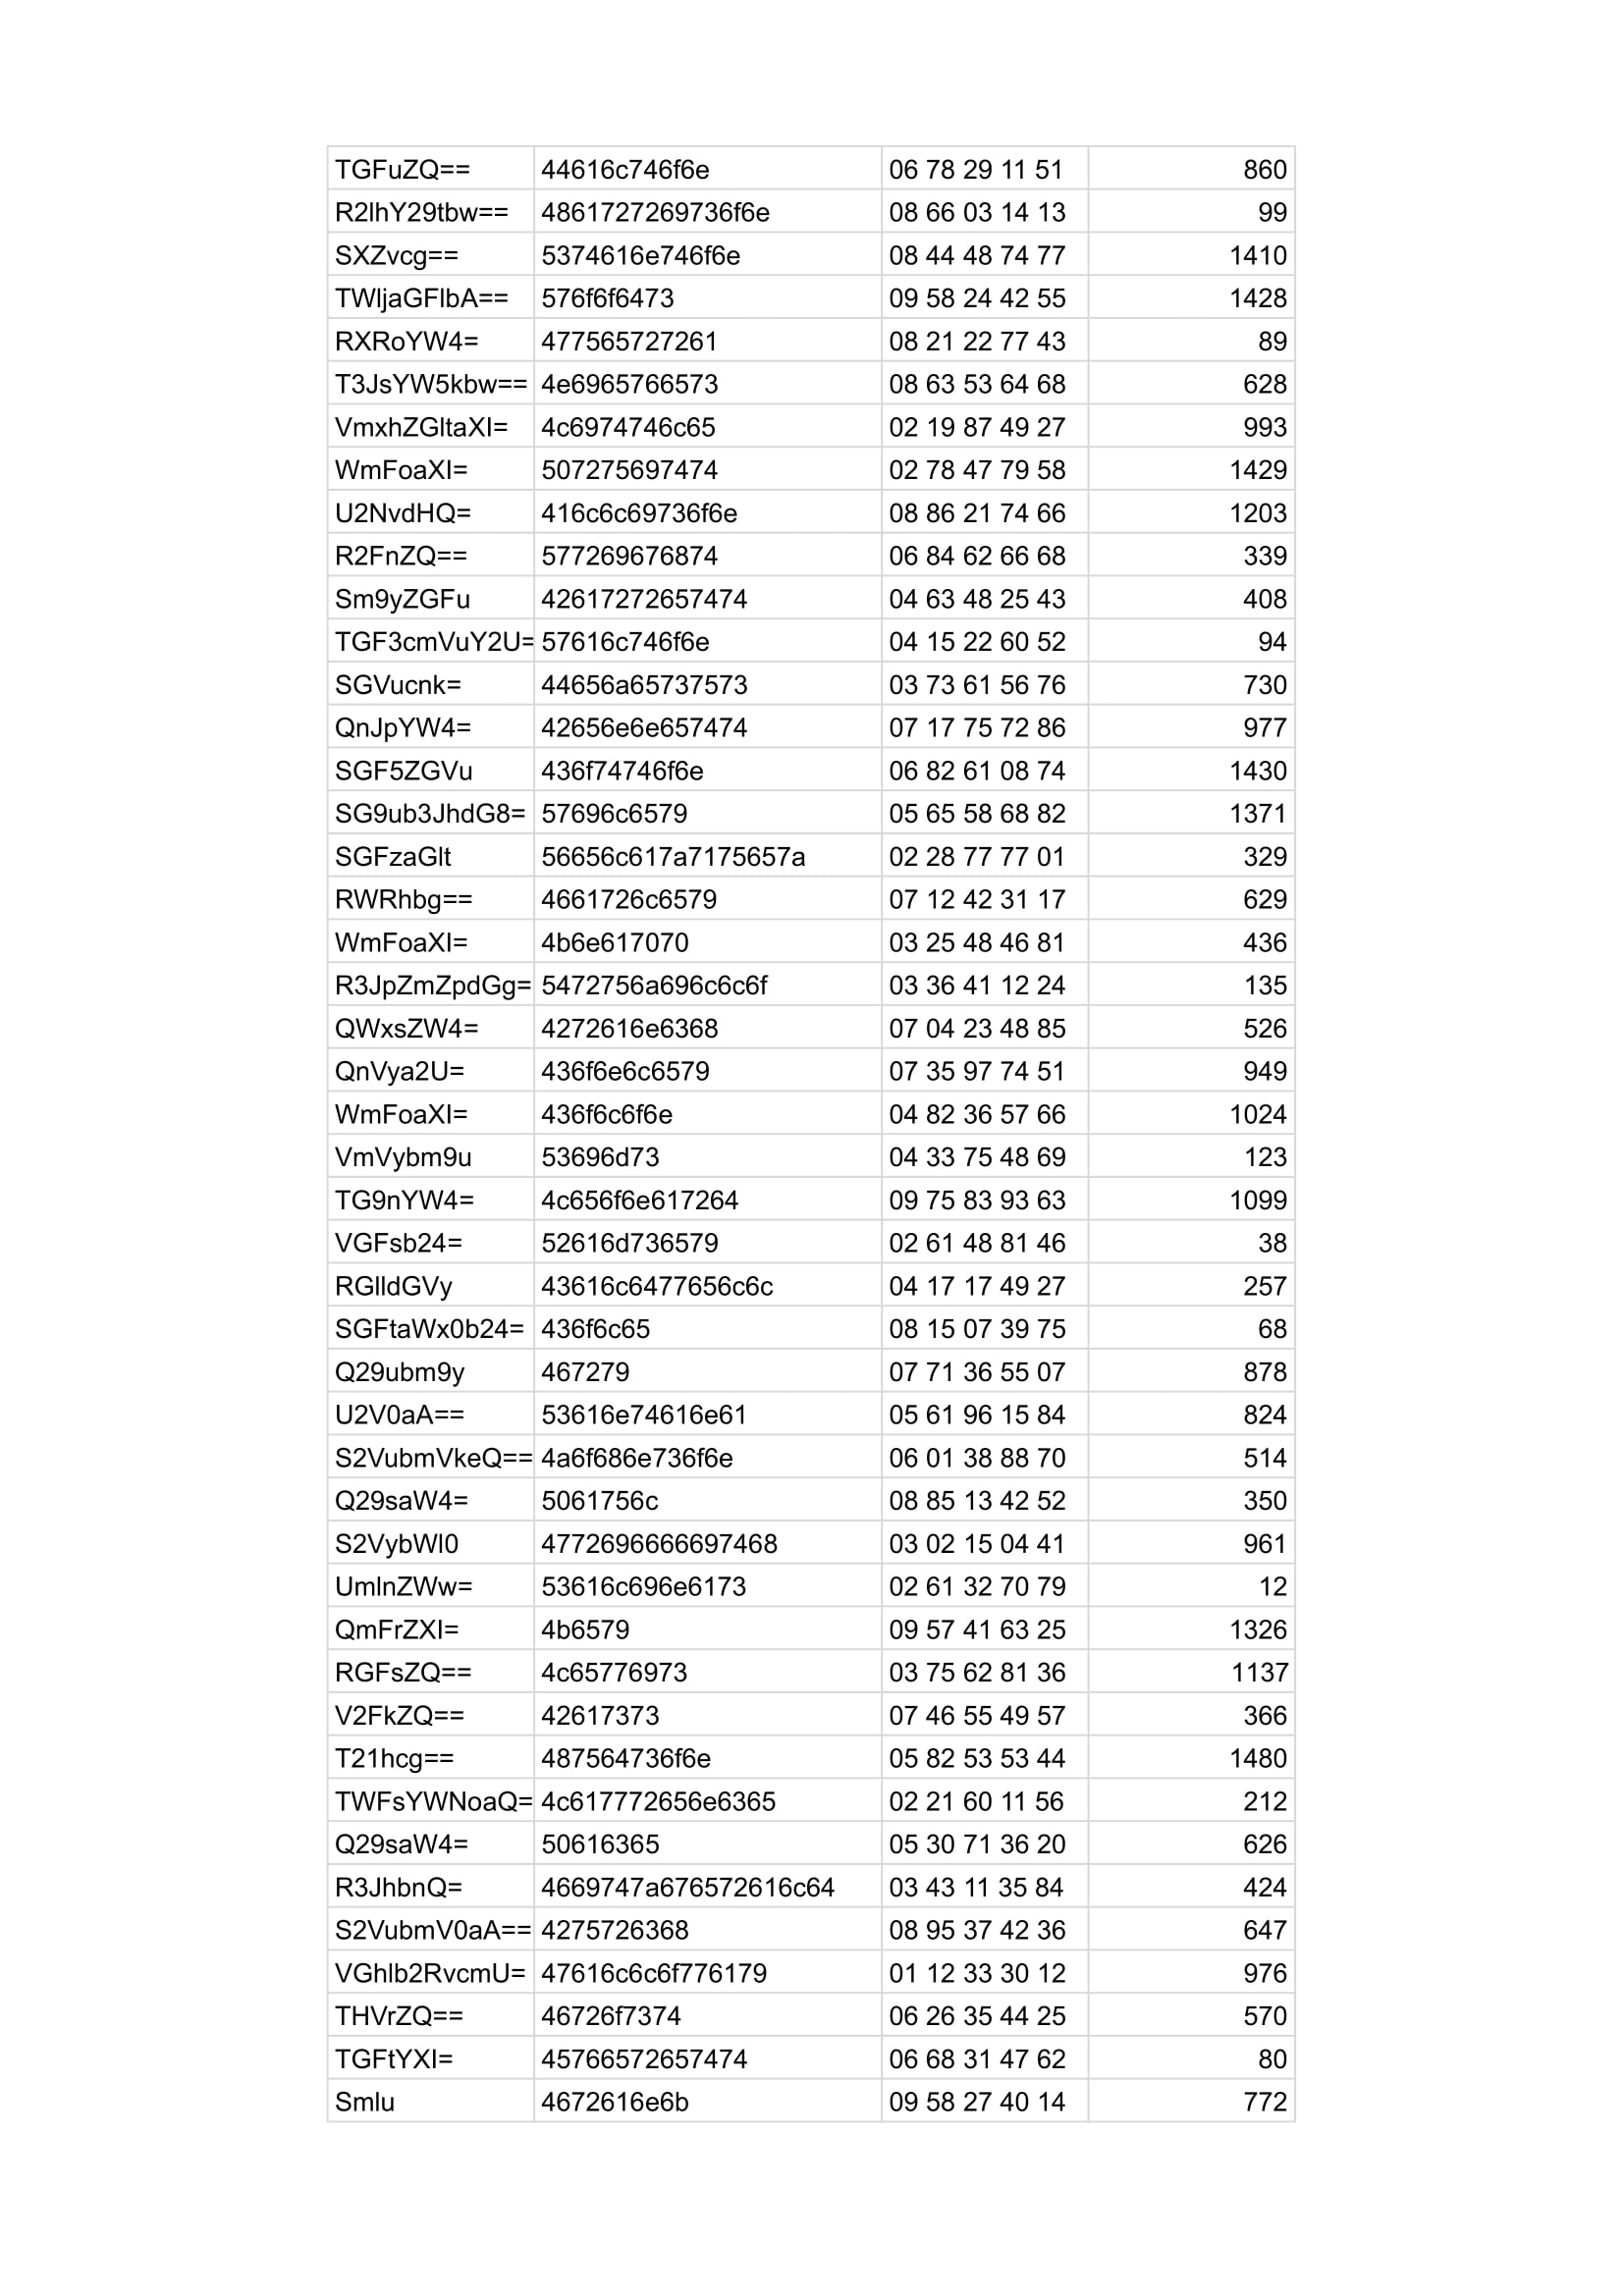 TGFuZQ== 44616c746f6e 06 78 29 11 51 860
R2lhY29tbw== 4861727269736f6e 08 66 03 14 13 99
SXZvcg== 5374616e746f6e 08 44 48 74 77 1410
TWljaGFlbA== 576f6f6473 09 58 24 42 55 1428
RXRoYW4= 477565727261 08 21 22 77 43 89
T3JsYW5kbw== 4e6965766573 08 63 53 64 68 628
VmxhZGltaXI= 4c6974746c65 02 19 87 49 27 993
WmFoaXI= 507275697474 02 78 47 79 58 1429
U2NvdHQ= 416c6c69736f6e 08 86 21 74 66 1203
R2FnZQ== 577269676874 06 84 62 66 68 339
Sm9yZGFu 42617272657474 04 63 48 25 43 408
TGF3cmVuY2U= 57616c746f6e 04 15 22 60 52 94
SGVucnk= 44656a65737573 03 73 61 56 76 730
QnJpYW4= 42656e6e657474 07 17 75 72 86 977
SGF5ZGVu 436f74746f6e 06 82 61 08 74 1430
SG9ub3JhdG8= 57696c6579 05 65 58 68 82 1371
SGFzaGlt 56656c617a7175657a 02 28 77 77 01 329
RWRhbg== 4661726c6579 07 12 42 31 17 629
WmFoaXI= 4b6e617070 03 25 48 46 81 436
R3JpZmZpdGg= 5472756a696c6c6f 03 36 41 12 24 135
QWxsZW4= 4272616e6368 07 04 23 48 85 526
QnVya2U= 436f6e6c6579 07 35 97 74 51 949
WmFoaXI= 436f6c6f6e 04 82 36 57 66 1024
VmVybm9u 53696d73 04 33 75 48 69 123
TG9nYW4= 4c656f6e617264 09 75 83 93 63 1099
VGFsb24= 52616d736579 02 61 48 81 46 38
RGlldGVy 43616c6477656c6c 04 17 17 49 27 257
SGFtaWx0b24= 436f6c65 08 15 07 39 75 68
Q29ubm9y 467279 07 71 36 55 07 878
U2V0aA== 53616e74616e61 05 61 96 15 84 824
S2VubmVkeQ== 4a6f686e736f6e 06 01 38 88 70 514
Q29saW4= 5061756c 08 85 13 42 52 350
S2VybWl0 4772696666697468 03 02 15 04 41 961
UmlnZWw= 53616c696e6173 02 61 32 70 79 12
QmFrZXI= 4b6579 09 57 41 63 25 1326
RGFsZQ== 4c65776973 03 75 62 81 36 1137
V2FkZQ== 42617373 07 46 55 49 57 366
T21hcg== 487564736f6e 05 82 53 53 44 1480
TWFsYWNoaQ= 4c617772656e6365 02 21 60 11 56 212
Q29saW4= 50616365 05 30 71 36 20 626
R3JhbnQ= 4669747a676572616c64 03 43 11 35 84 424
S2VubmV0aA== 4275726368 08 95 37 42 36 647
VGhlb2RvcmU= 47616c6c6f776179 01 12 33 30 12 976
THVrZQ== 46726f7374 06 26 35 44 25 570
TGFtYXI= 45766572657474 06 68 31 47 62 80
Smlu 4672616e6b 09 58 27 40 14 772